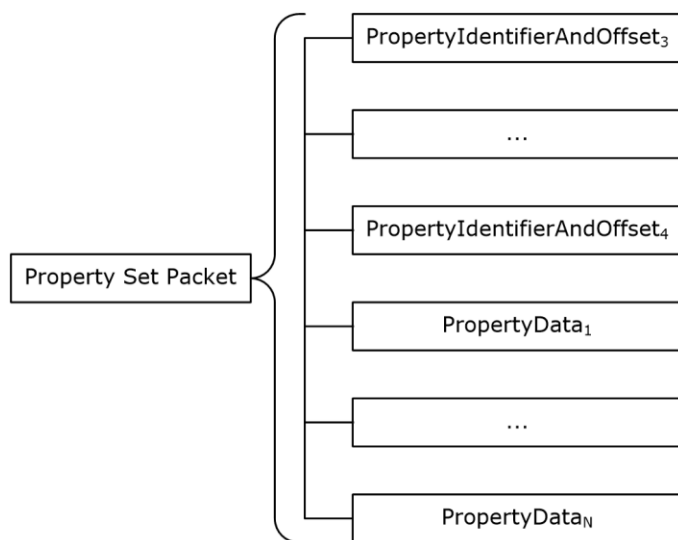 PropertyIdentifierAndOffset₃
...
PropertyIdentifierAndOffset₄
Property Set Packet
PropertyData₁
...
PropertyDataN